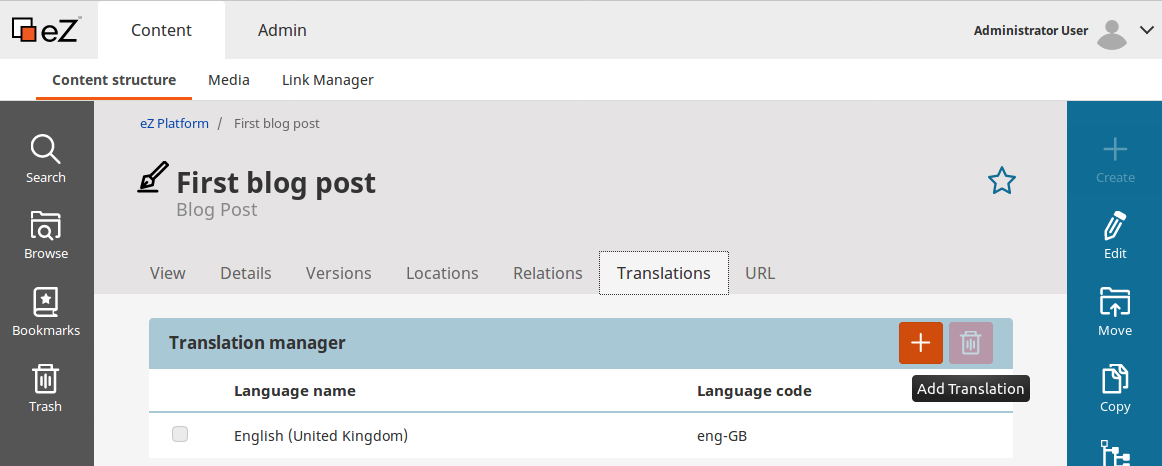 eZ Content Admin Administrator User
Content structure Media Link Manager
eZ Platform / First blog post
Search
Browse
Bookmarks
Trash
First blog post
Blog Post
View Details Versions Locations Relations Translations URL
Translation manager
Add Translation
Language name Language code
English (United Kingdom) eng-GB
Create
Edit
Move
Copy